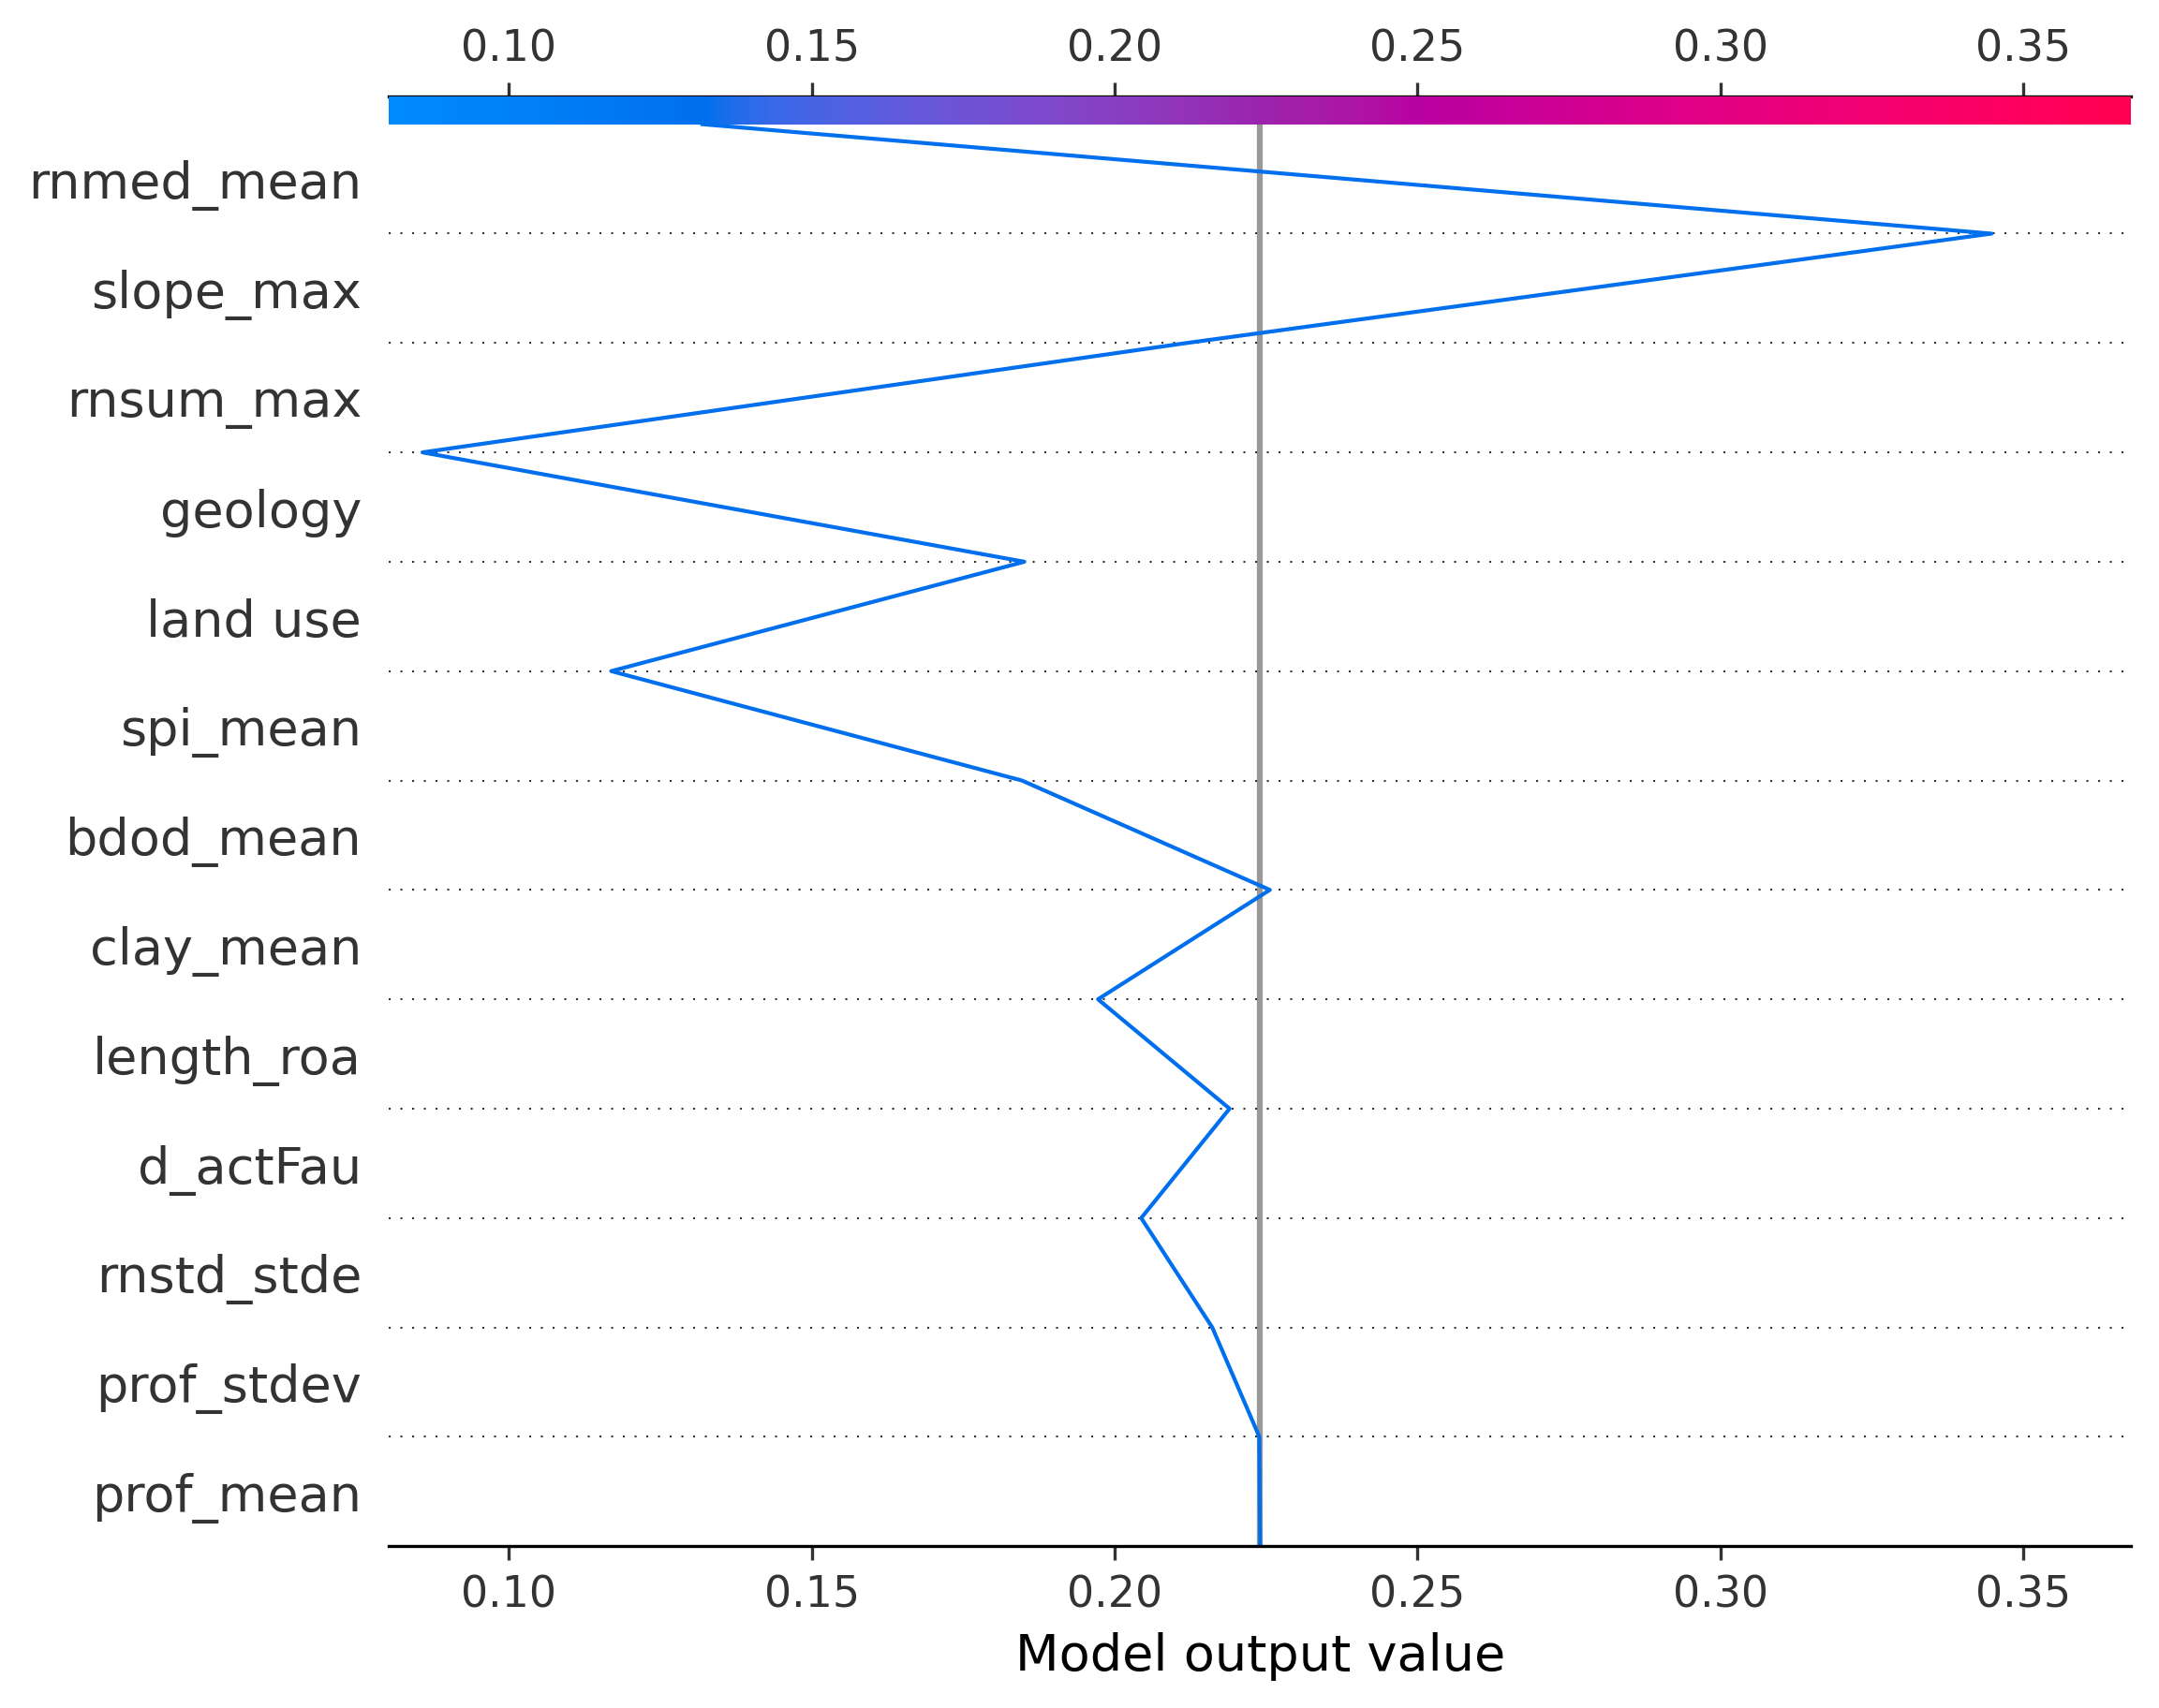 0.10 0.15 0.20 0.25 0.30 0.35
rnmed_mean
slope_max
rnsum_max
geology
land use
spi_mean
bdod_mean
clay_mean
length_roa
d_actFau
rnstd_stde
prof_stdev
prof_mean
0.10 0.15 0.20 0.25 0.30 0.35
Model output value